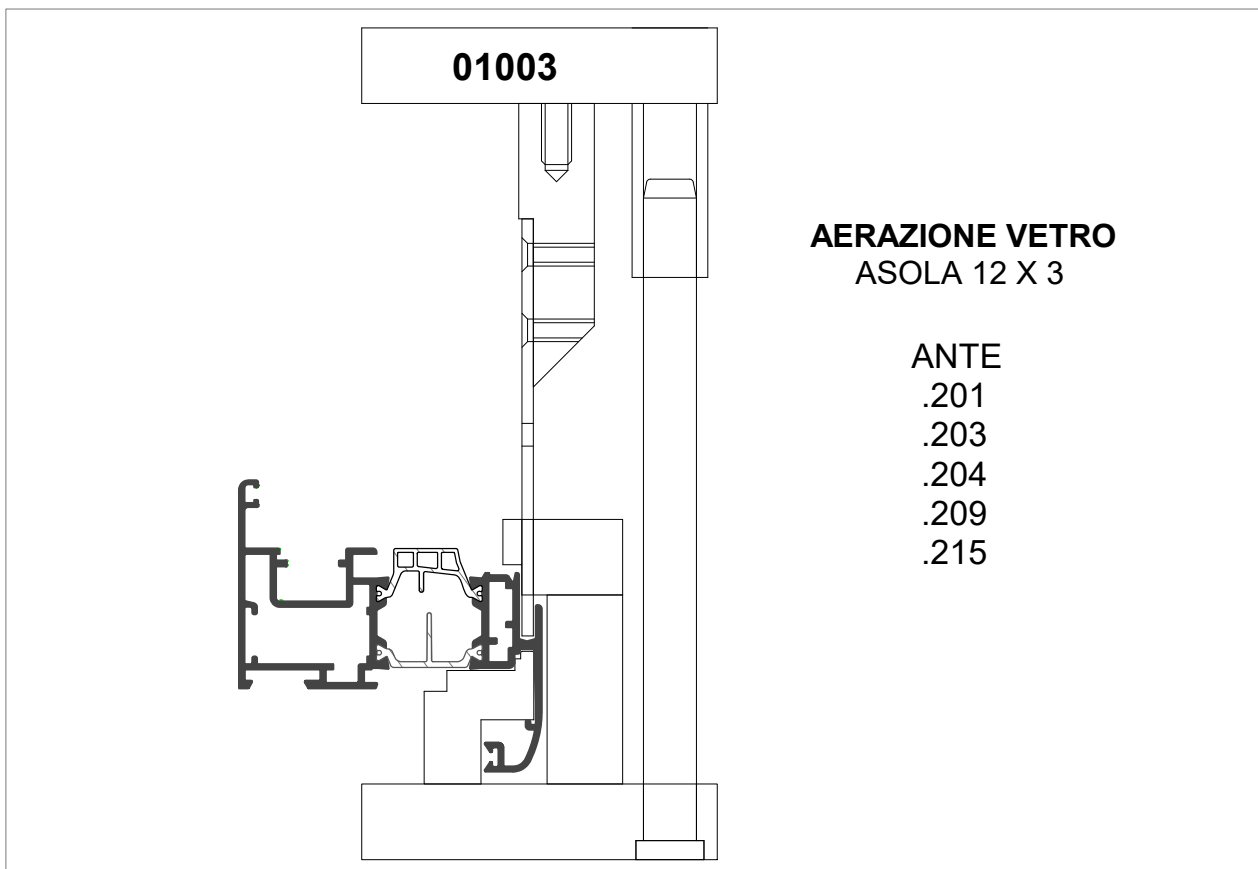 01003
AERAZIONE VETRO
ASOLA 12 X 3
ANTE
.201
.203
.204
.209
.215